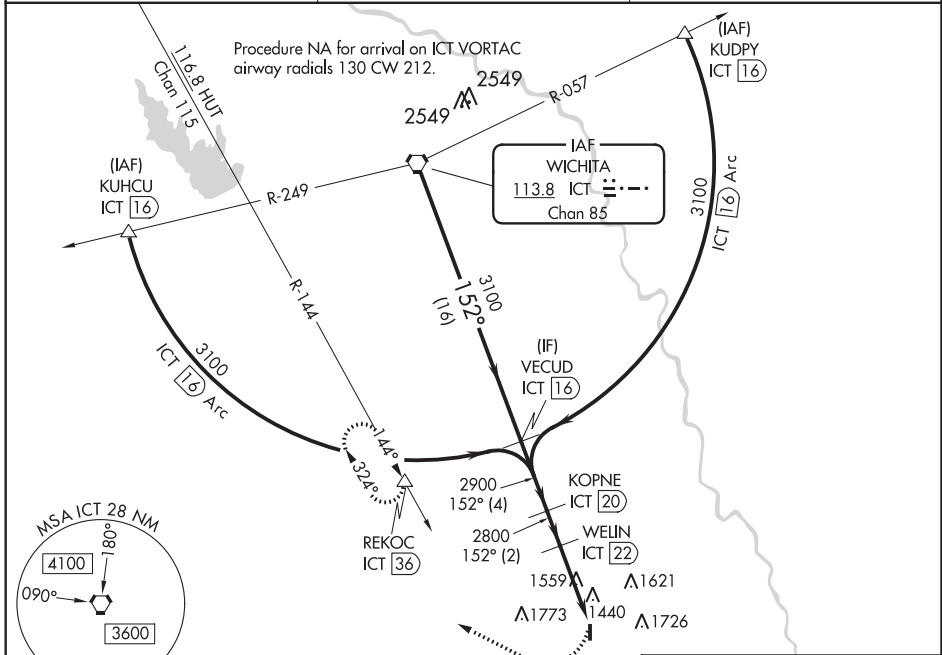 Procedure NA for arrival on ICT VORTAC
airway radials 130 CW 212.
2549
2549
(IAF)
KUDPY
ICT 16
R-057
116.8 HUT
Chan 115
(IAF)
KUHCU
ICT 16
R-249
IAF
WICHITA
113.8 ICT
Chan 85
3100
ICT 16 Arc
R-144
3100
152°
(16)
3100
ICT 16 Arc
(IF)
VECUD
ICT 16
144°
324°
REKOC
ICT 36
2900
152° (4)
KOPNE
ICT 20
2800
152° (2)
WELIN
ICT 22
1559
1621
1773
1440
1726
MSA ICT 28 NM
180°
4100
090°
3600